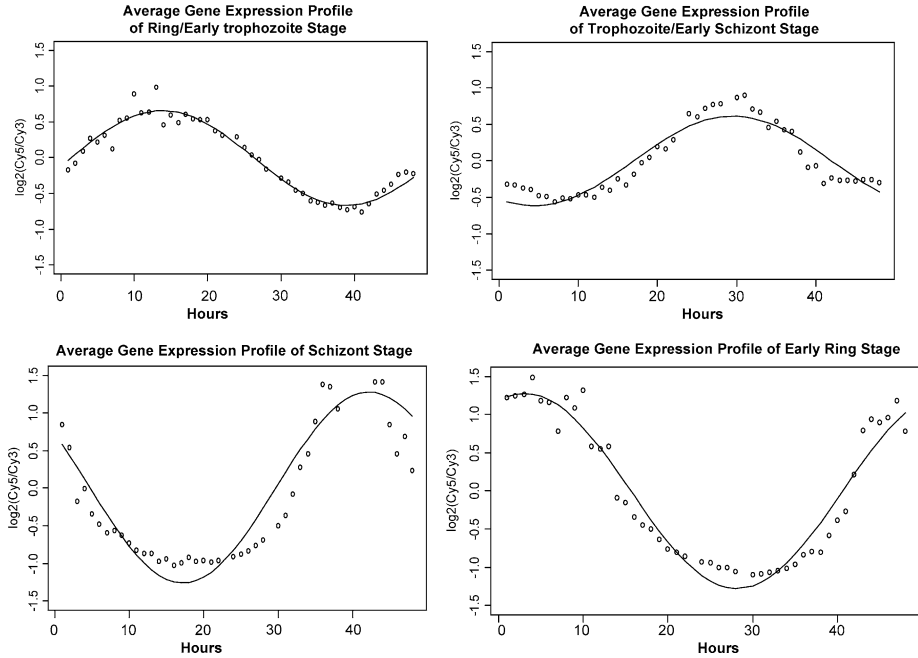 Average Gene Expression Profile
of Ring/Early trophozoite Stage
log2(Cy5/Cy3)
1.5
1.0
0.5
0.0
-0.5
-1.0
-1.5
0 10 20 30 40
Hours
Average Gene Expression Profile
of Trophozoite/Early Schizont Stage
log2(Cy5/Cy3)
1.5
1.0
0.5
0.0
-0.5
-1.0
-1.5
0 10 20 30 40
Hours
Average Gene Expression Profile of Schizont Stage
log2(Cy5/Cy3)
1.5
1.0
0.5
0.0
-0.5
-1.0
-1.5
0 10 20 30 40
Hours
Average Gene Expression Profile of Early Ring Stage
log2(Cy5/Cy3)
1.5
1.0
0.5
0.0
-0.5
-1.0
-1.5
0 10 20 30 40
Hours